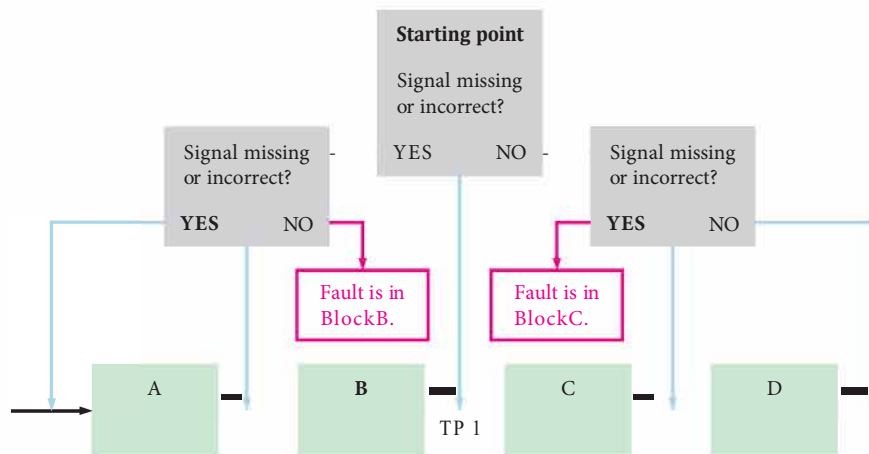 Starting point
Signal missing
or incorrect?
YES NO
Signal missing
or incorrect?
YES NO
Signal missing
or incorrect?
YES NO
Fault is in
BlockB.
Fault is in
BlockC.
A
B
C
D
TP 1